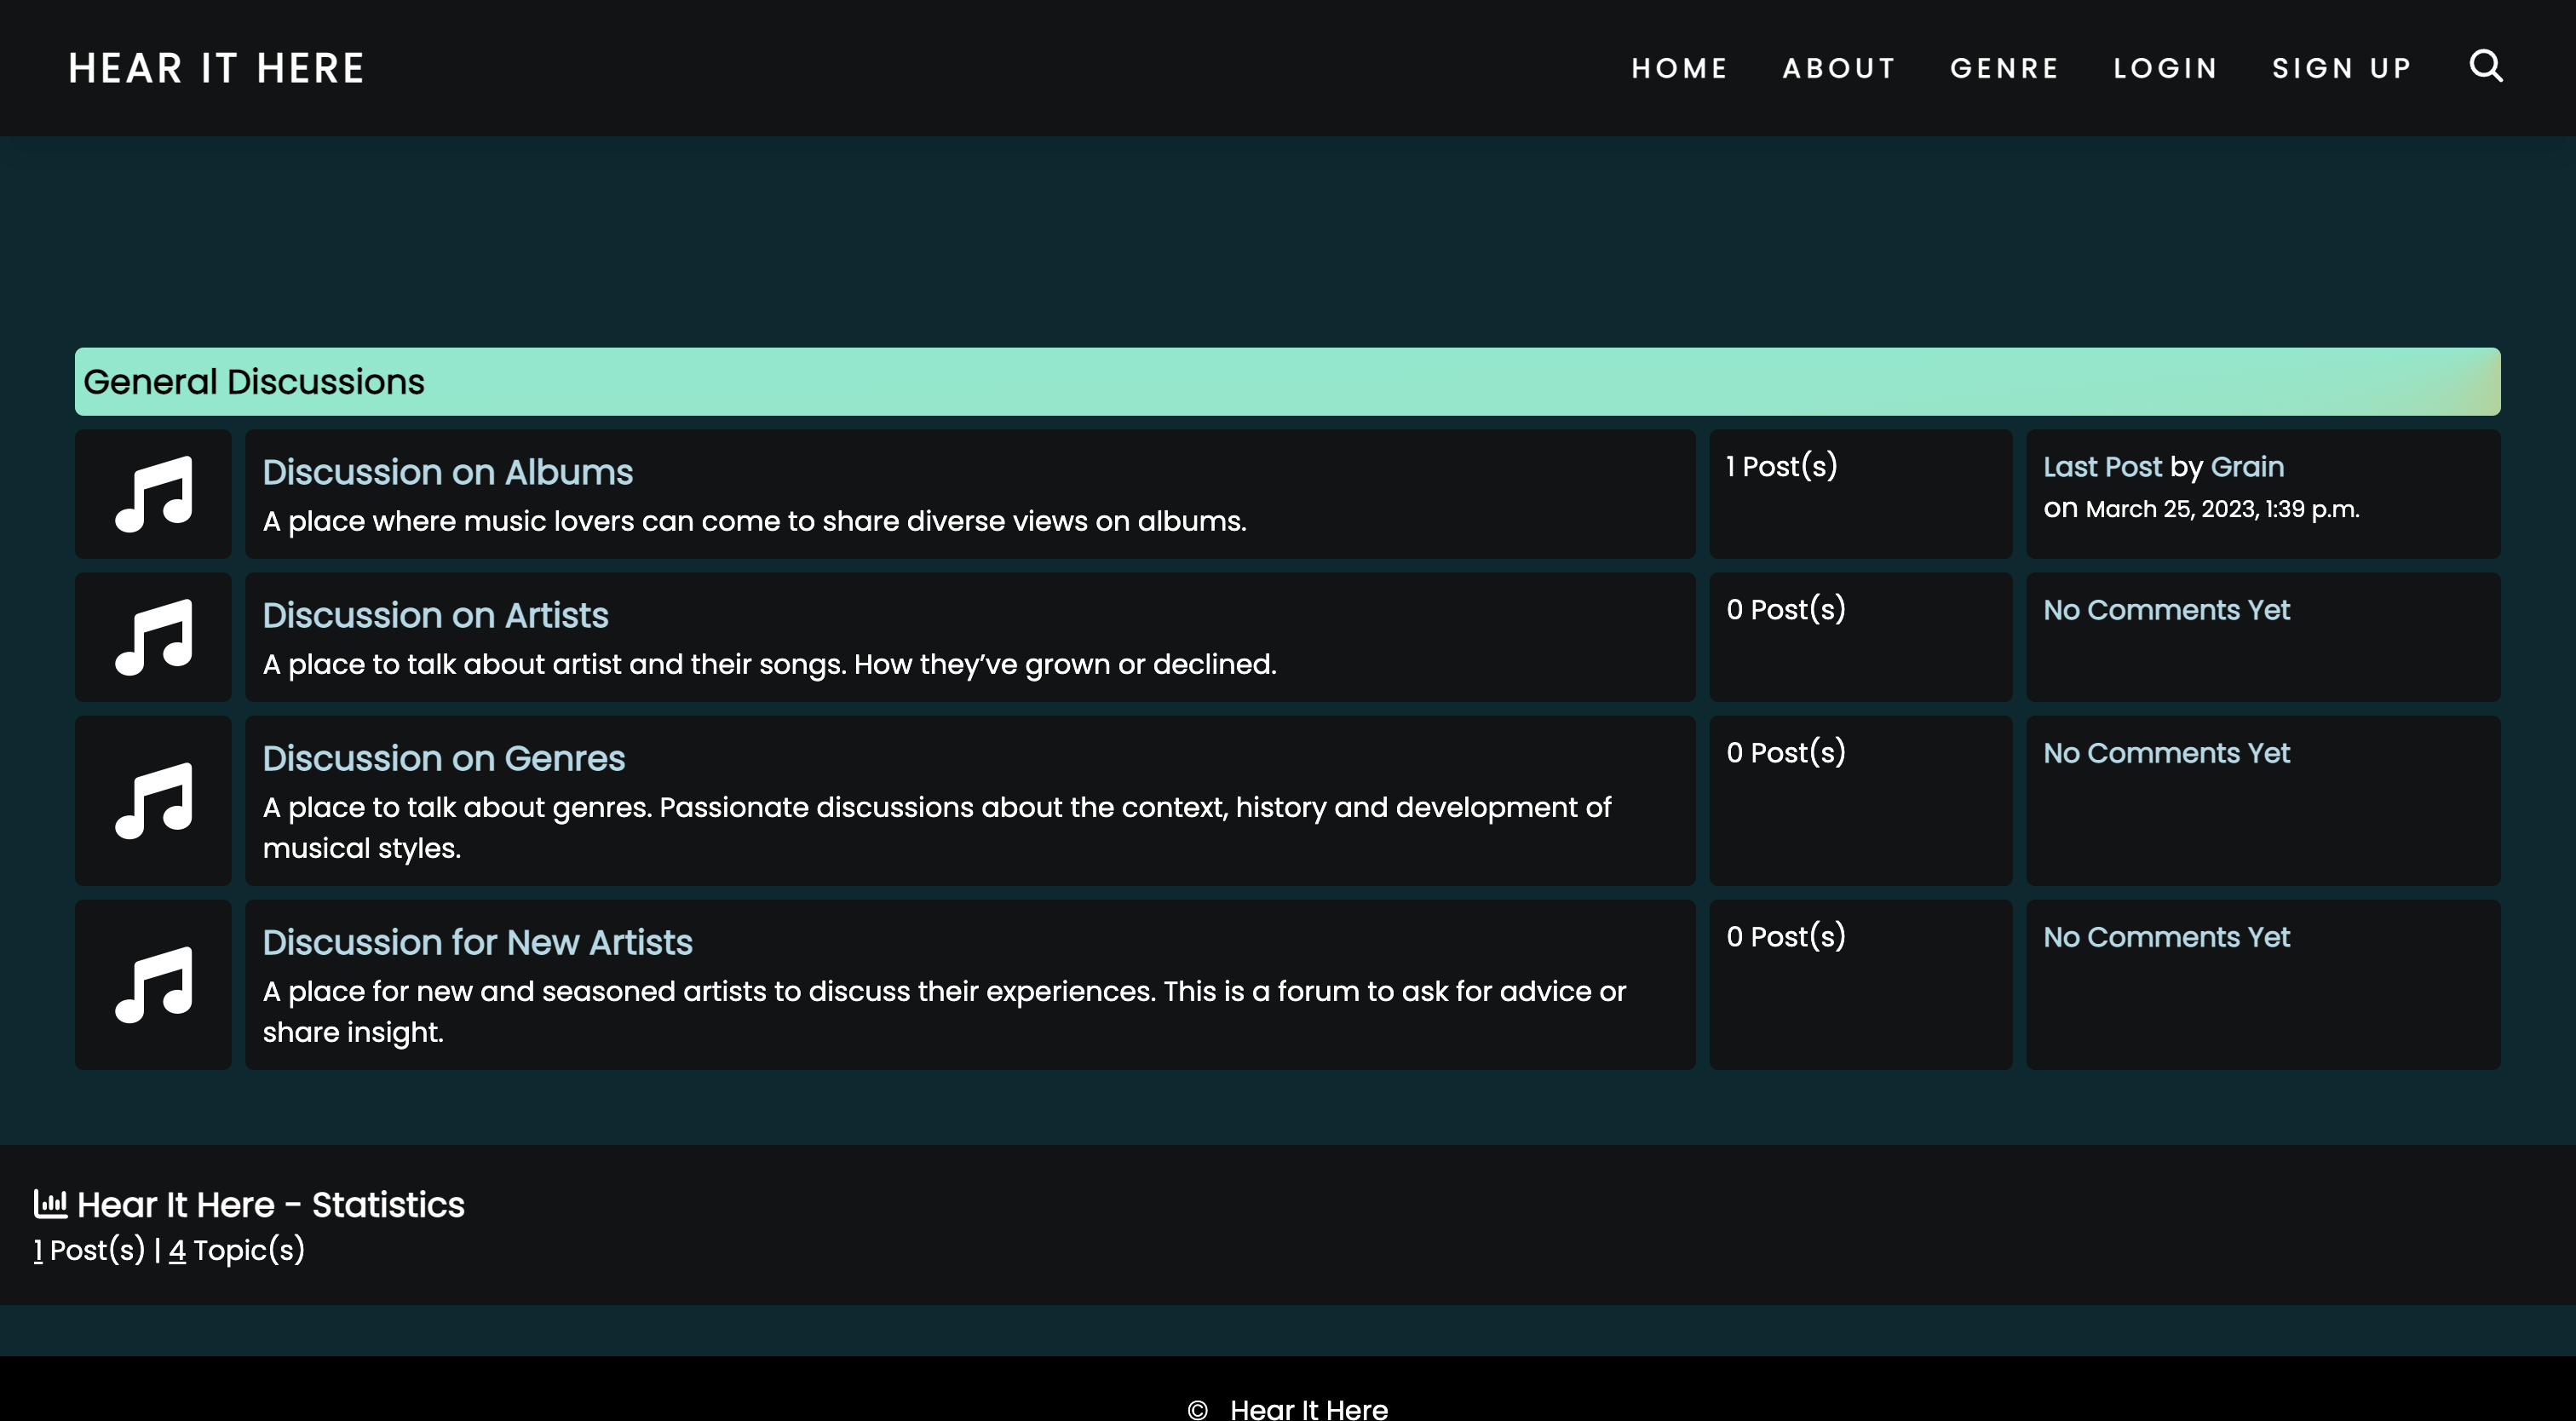 HEAR IT HERE
HOME ABOUT GENRE LOGIN SIGN UP
General Discussions
Discussion on Albums
A place where music lovers can come to share diverse views on albums.
1 Post(s)
Last Post by Grain
on March 25, 2023, 1:39 p.m.
Discussion on Artists
A place to talk about artist and their songs. How they’ve grown or declined.
0 Post(s)
No Comments Yet
Discussion on Genres
A place to talk about genres. Passionate discussions about the context, history and development of
musical styles.
0 Post(s)
No Comments Yet
Discussion for New Artists
A place for new and seasoned artists to discuss their experiences. This is a forum to ask for advice or
share insight.
0 Post(s)
No Comments Yet
Hear It Here - Statistics
1 Post(s) | 4 Topic(s)
© Hear It Here